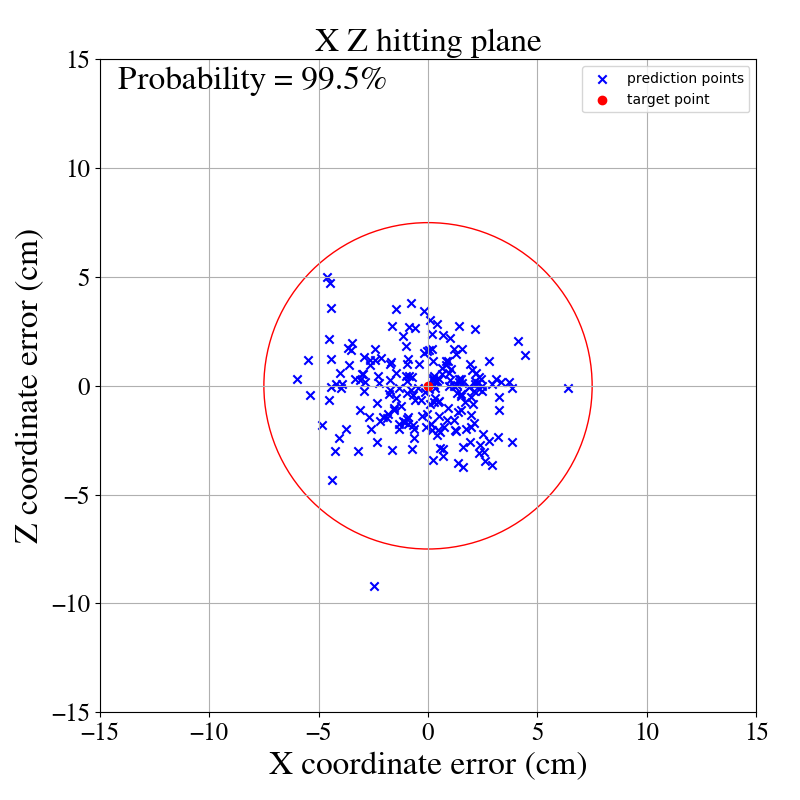 X Z hitting plane
Probability = 99.5%
prediction points
target point
15
10
5
0
−5
−10
−15
−15
−10
−5
0
5
10
15
Z coordinate error (cm)
X coordinate error (cm)